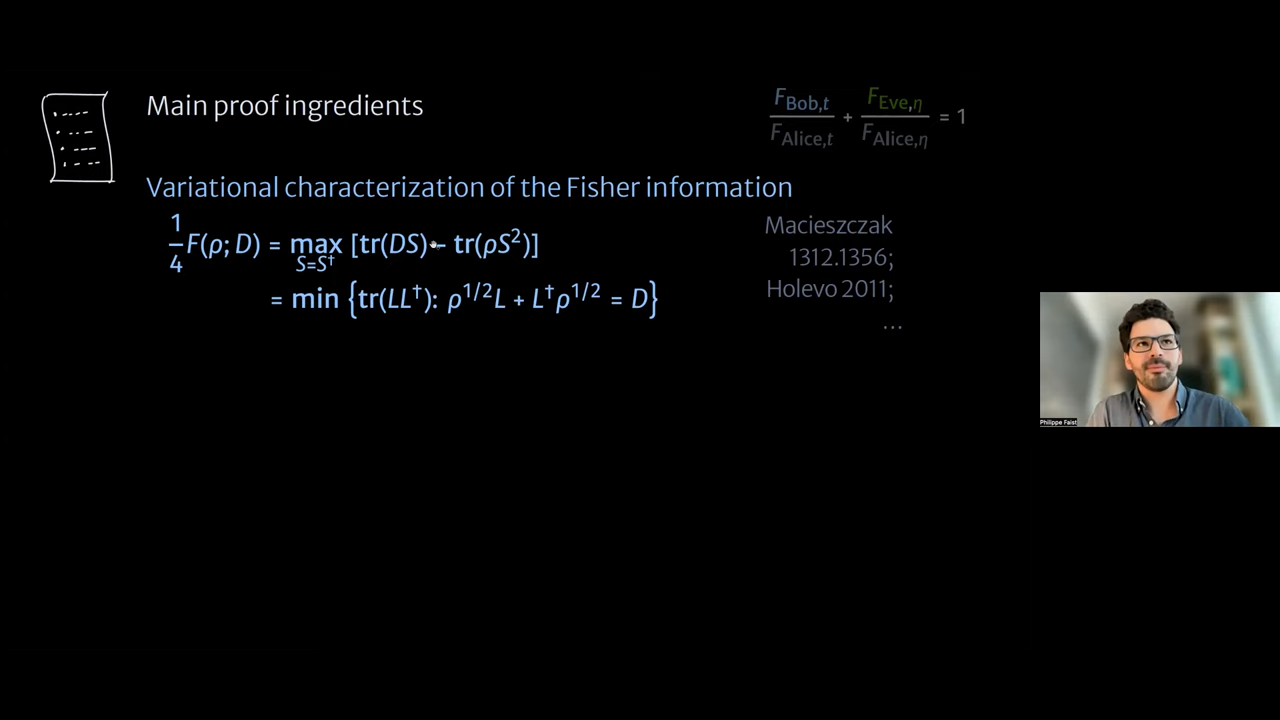 Main proof ingredients
F_Bob,t / F_Alice,t + F_Eve,η / F_Alice,η = 1
Variational characterization of the Fisher information
1/4 F(ρ; D) = max_{S=S†} [tr(DS) − tr(ρS²)]
= min {tr(LL†): ρ^{1/2}L + L†ρ^{1/2} = D}
Macieszczak
1312.1356;
Holevo 2011;
...
Philippe Faist